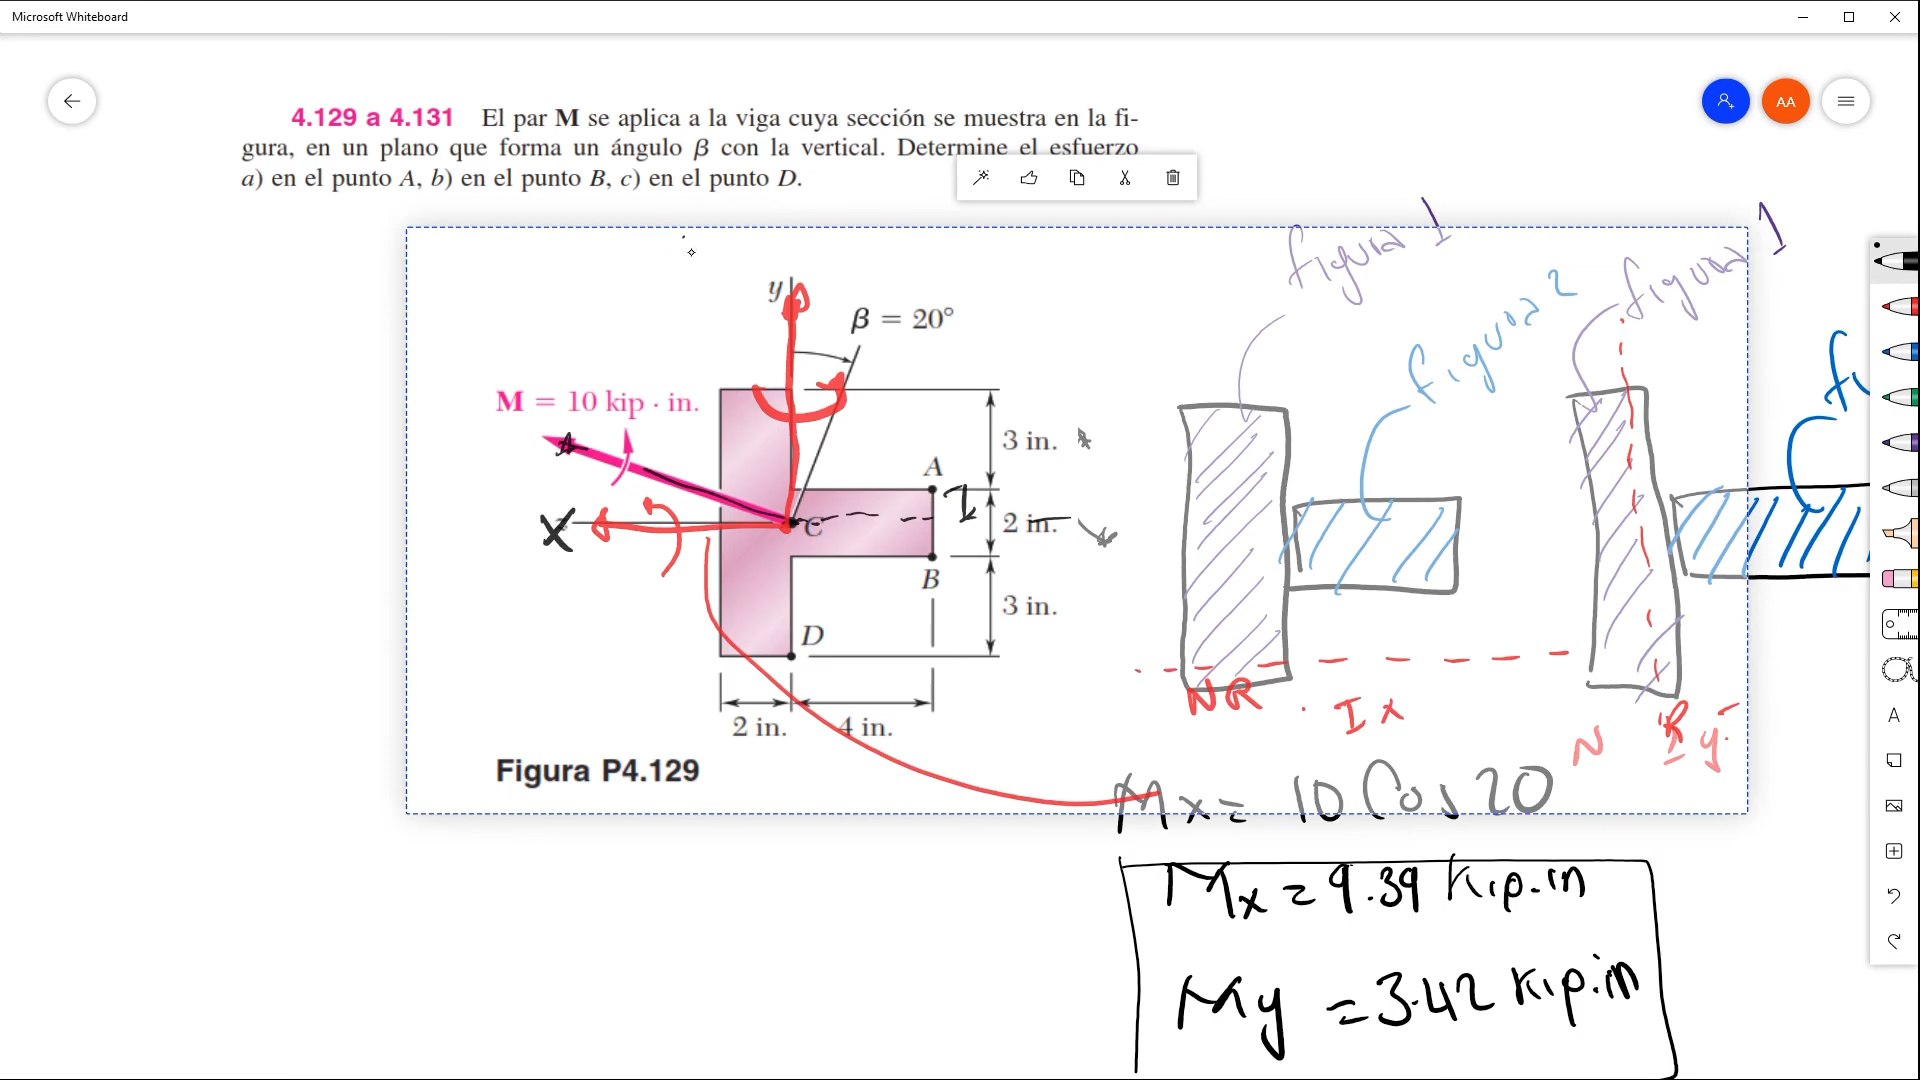 Microsoft Whiteboard
4.129 a 4.131 El par M se aplica a la viga cuya sección se muestra en la fi-
gura, en un plano que forma un ángulo β con la vertical. Determine el esfuerzo
a) en el punto A, b) en el punto B, c) en el punto D.
AA
figura 1
figura 1
figura 2
y
β = 20°
M = 10 kip · in.
3 in.
A
X
C
2 in.
B
3 in.
D
2 in.
4 in.
NR
Ix
N
Figura P4.129
Mx = 10 Cos 20
Mx = 9.39 Kip.in
My = 3.42 Kip.in
A